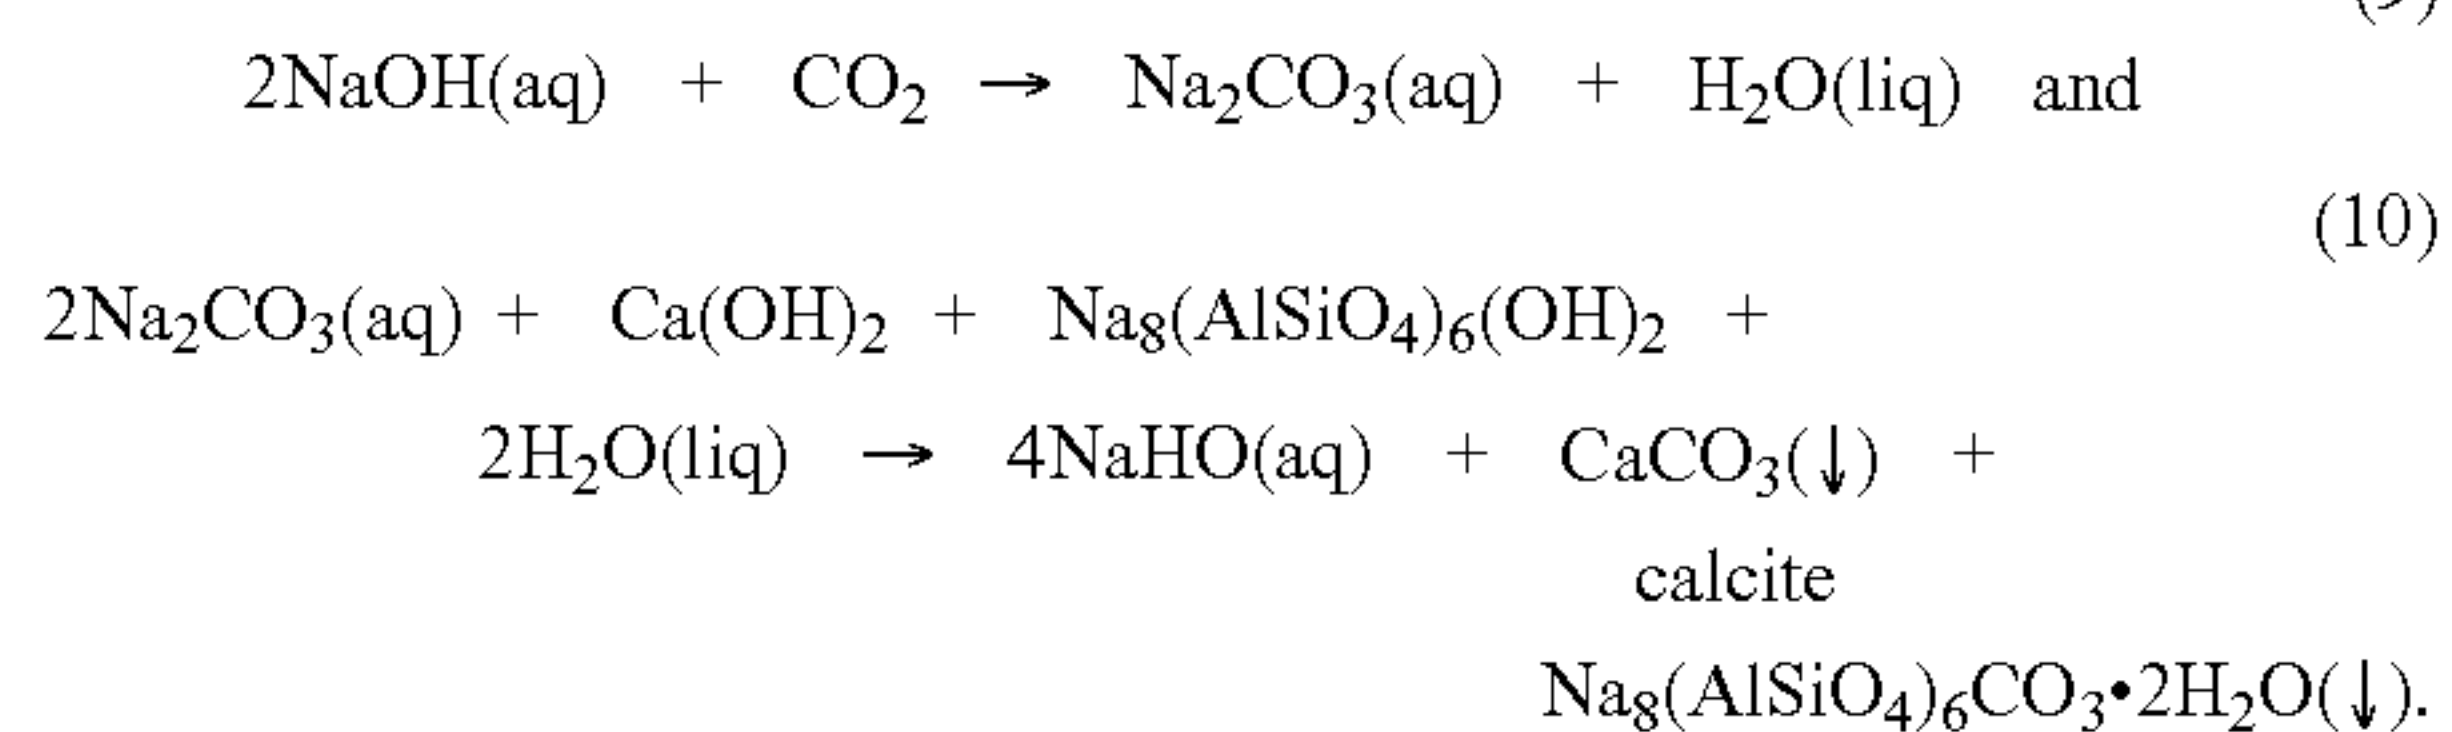 2NaOH(aq) + CO₂ → Na₂CO₃(aq) + H₂O(liq) and
(10)
2Na₂CO₃(aq) + Ca(OH)₂ + Na₈(AlSiO₄)₆(OH)₂ +
2H₂O(liq) → 4NaHO(aq) + CaCO₃(↓) +
calcite
Na₈(AlSiO₄)₆CO₃•2H₂O(↓).